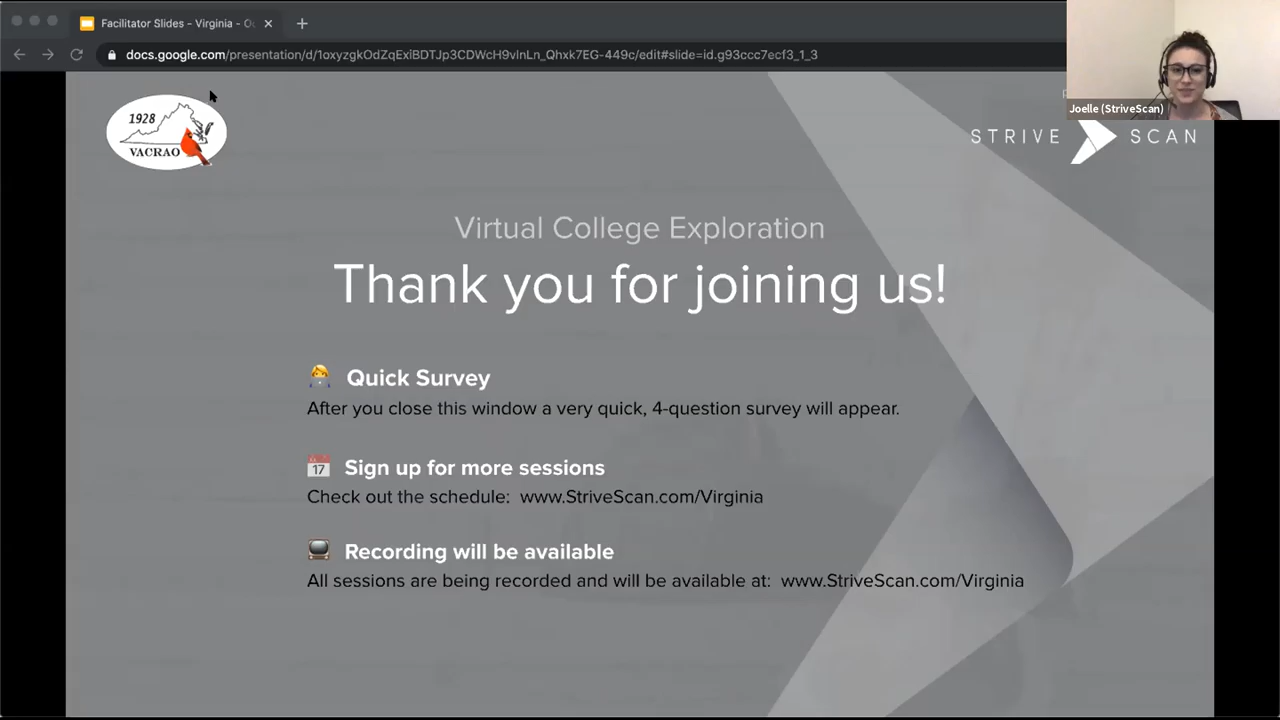 Facilitator Slides - Virginia -
docs.google.com/presentation/d/1oxyzgkOdZqExiBDTJp3CDWcH9vInLn_Qhxk7EG-449c/edit#slide=id.g93ccc7ecf3_1_3
Joelle (StriveScan)
1928
VACRAO
STRIVE SCAN
Virtual College Exploration
Thank you for joining us!
Quick Survey
After you close this window a very quick, 4-question survey will appear.
17 Sign up for more sessions
Check out the schedule: www.StriveScan.com/Virginia
Recording will be available
All sessions are being recorded and will be available at: www.StriveScan.com/Virginia